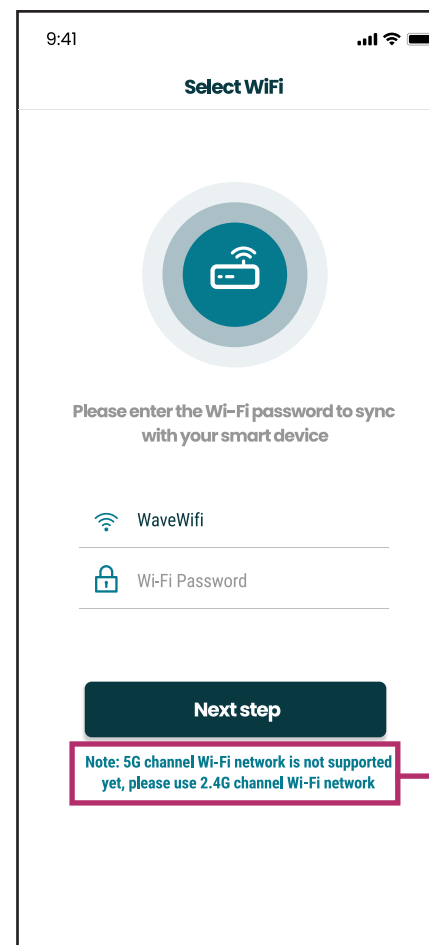 9:41
Select WiFi
Please enter the Wi-Fi password to sync
with your smart device
WaveWifi
Wi-Fi Password
Next step
Note: 5G channel Wi-Fi network is not supported
yet, please use 2.4G channel Wi-Fi network